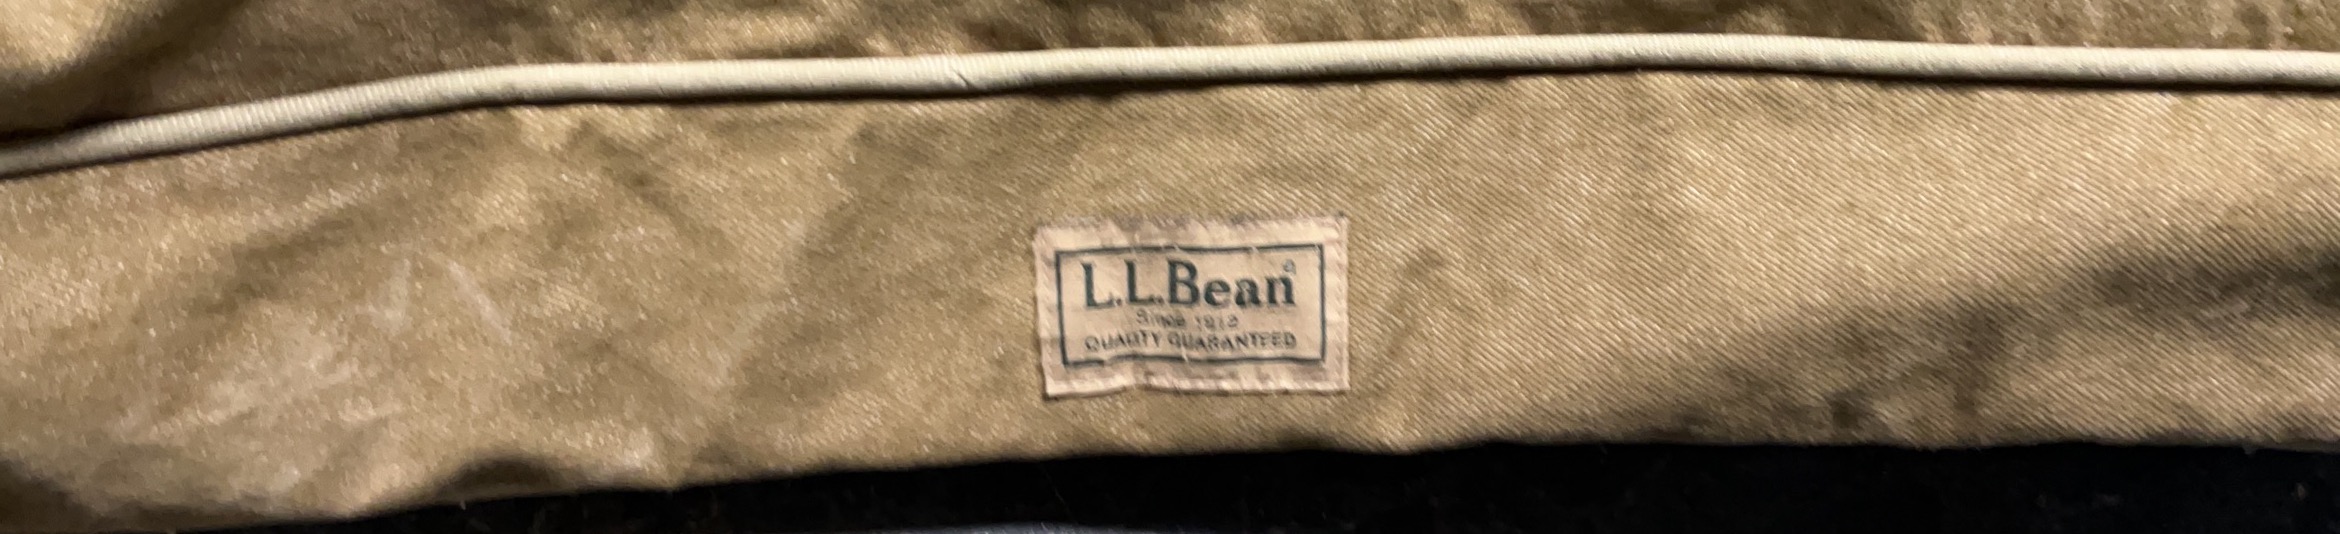 L.L.Bean®
Since 1912
QUALITY GUARANTEED